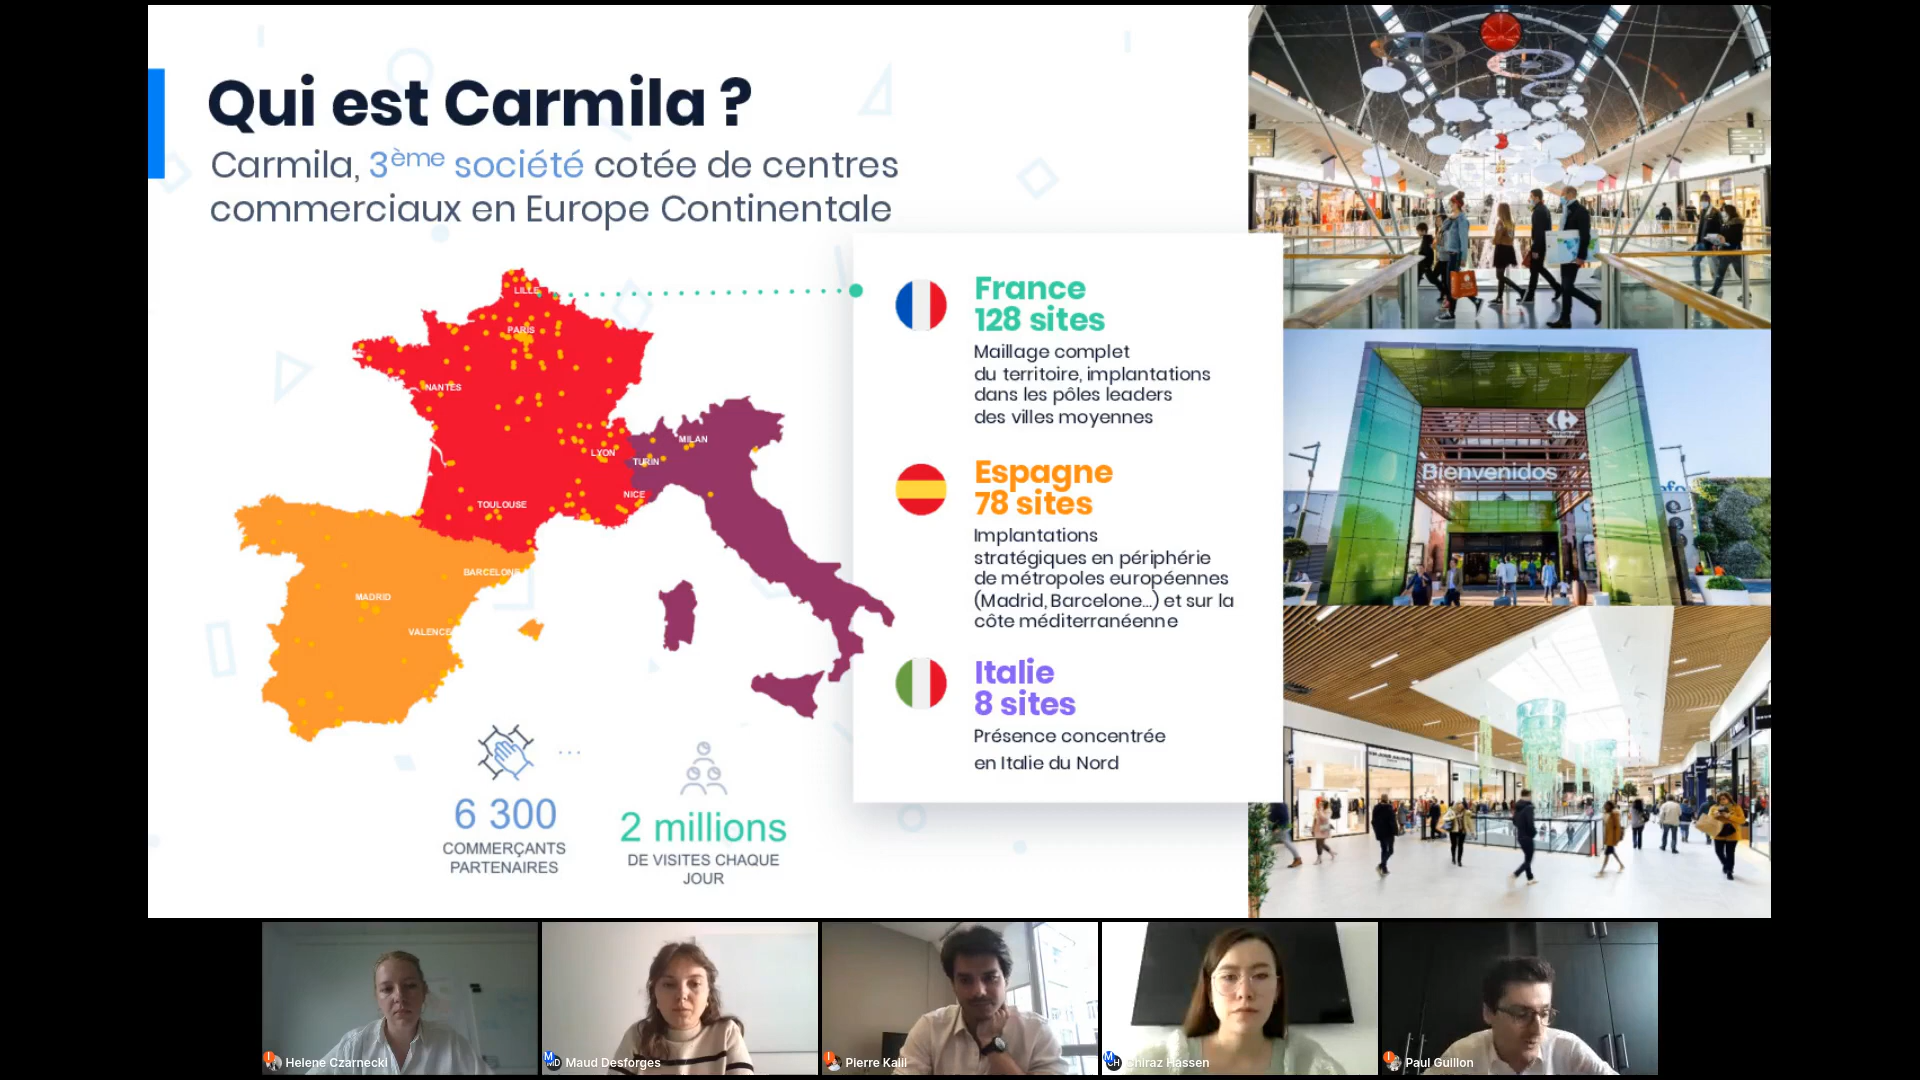 Qui est Carmila ?
Carmila, 3ème société cotée de centres
commerciaux en Europe Continentale
LILLE
PARIS
NANTES
LYON
MILAN
TURIN
NICE
TOULOUSE
BARCELONE
MADRID
VALENCE
France
128 sites
Maillage complet
du territoire, implantations
dans les pôles leaders
des villes moyennes
Espagne
78 sites
Implantations
stratégiques en périphérie
de métropoles européennes
(Madrid, Barcelone...) et sur la
côte méditerranéenne
Italie
8 sites
Présence concentrée
en Italie du Nord
6 300
COMMERÇANTS
PARTENAIRES
2 millions
DE VISITES CHAQUE
JOUR
Bienvenidos
Helene Czarnecki
Maud Desforges
Pierre Kalil
Shiraz Hassen
Paul Guillon